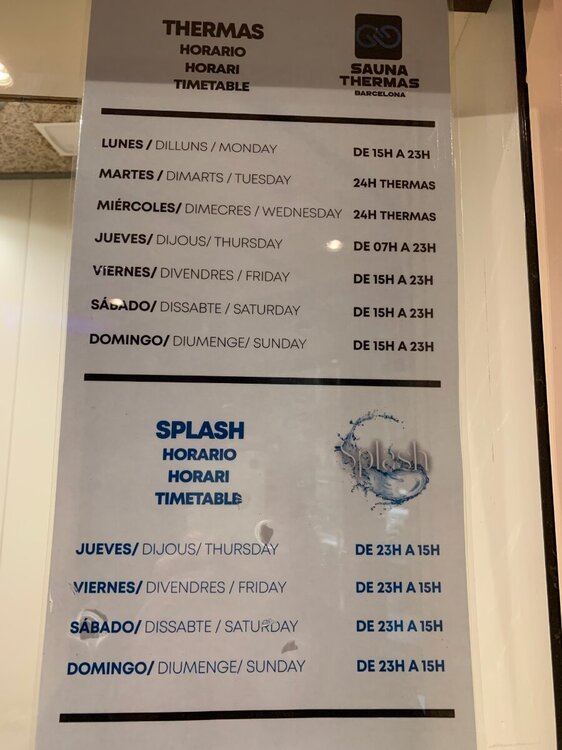 THERMAS
HORARIO
HORARI
TIMETABLE
SAUNA
THERMAS
BARCELONA
LUNES/ DILLUNS / MONDAY DE 15H A 23H
MARTES / DIMARTS / TUESDAY 24H THERMAS
MIÉRCOLES/ DIMECRES / WEDNESDAY 24H THERMAS
JUEVES/ DIJOUS/ THURSDAY DE 07H A 23H
VIERNES/ DIVENDRES / FRIDAY DE 15H A 23H
SÁBADO/ DISSABTE / SATURDAY DE 15H A 23H
DOMINGO/ DIUMENGE/ SUNDAY DE 15H A 23H
SPLASH
HORARIO
HORARI
TIMETABLE
Splash
JUEVES/ DIJOUS/ THURSDAY DE 23H A 15H
VIERNES/ DIVENDRES / FRIDAY DE 23H A 15H
SÁBADO/ DISSABTE / SATURDAY DE 23H A 15H
DOMINGO/ DIUMENGE/ SUNDAY DE 23H A 15H